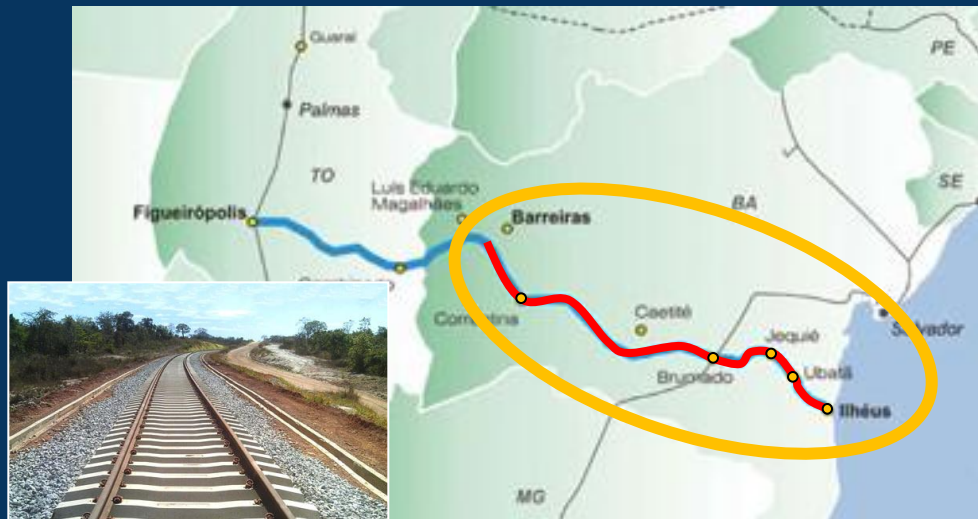 Guaraí
PE
Palmas
TO
Luís Eduardo
Magalhães
SE
BA
Figueirópolis
Barreiras
Correntina
Caetité
Salvador
Jequié
Brumado
Ubatã
Ilhéus
MG